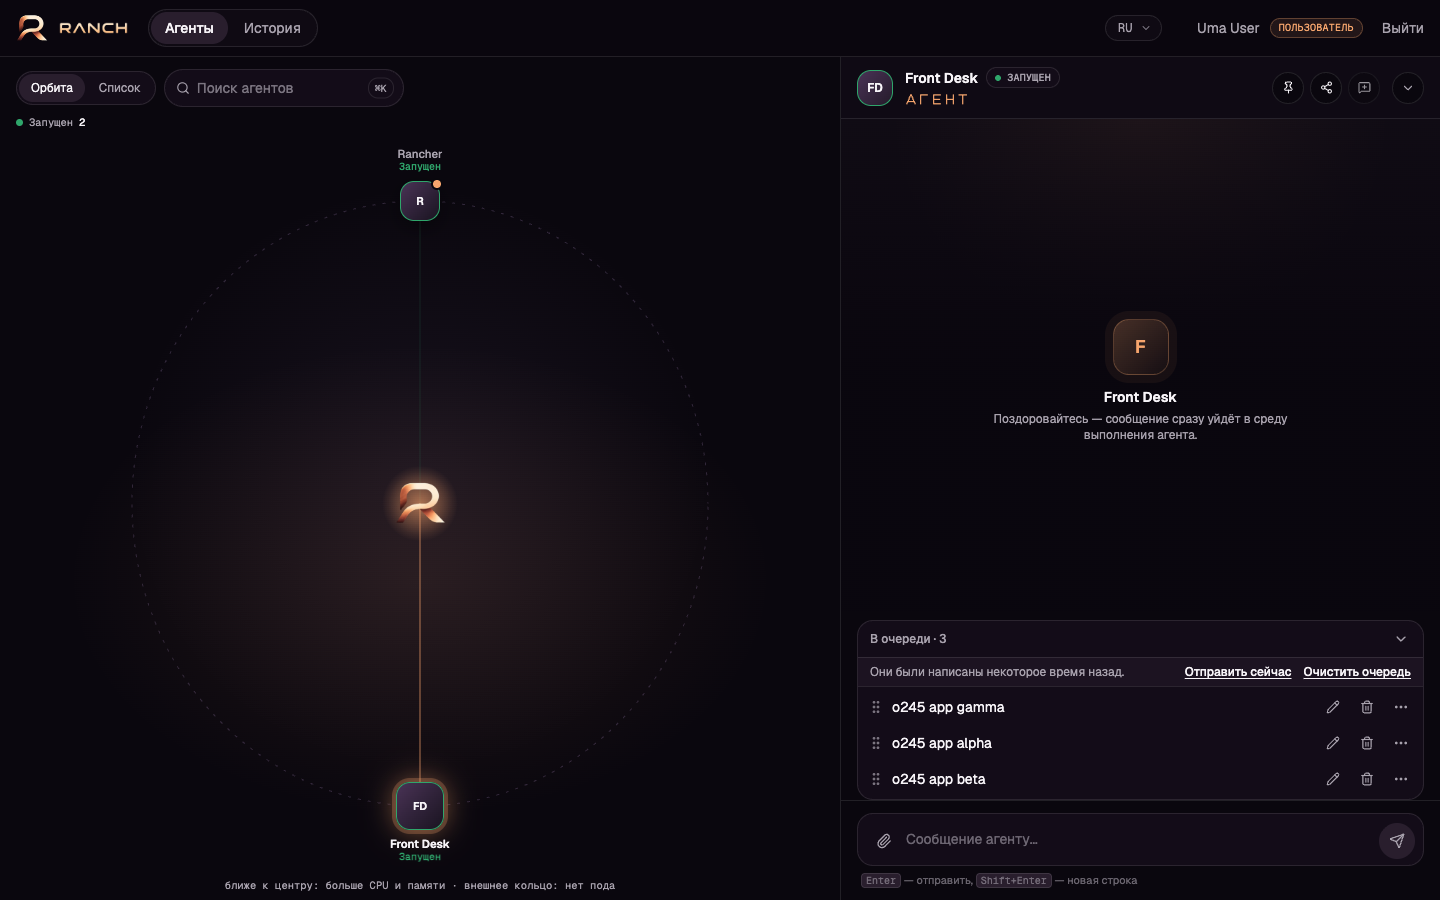 RANCH
Агенты
История
RU
Uma User
ПОЛЬЗОВАТЕЛЬ
Выйти
Орбита
Список
Поиск агентов
⌘K
Запущен 2
Rancher
Запущен
R
FD
Front Desk
Запущен
ближе к центру: больше CPU и памяти · внешнее кольцо: нет пода
FD
Front Desk
ЗАПУЩЕН
АГЕНТ
F
Front Desk
Поздоровайтесь — сообщение сразу уйдёт в среду
выполнения агента.
В очереди · 3
Они были написаны некоторое время назад.
Отправить сейчас
Очистить очередь
o245 app gamma
o245 app alpha
o245 app beta
Сообщение агенту…
Enter — отправить, Shift+Enter — новая строка